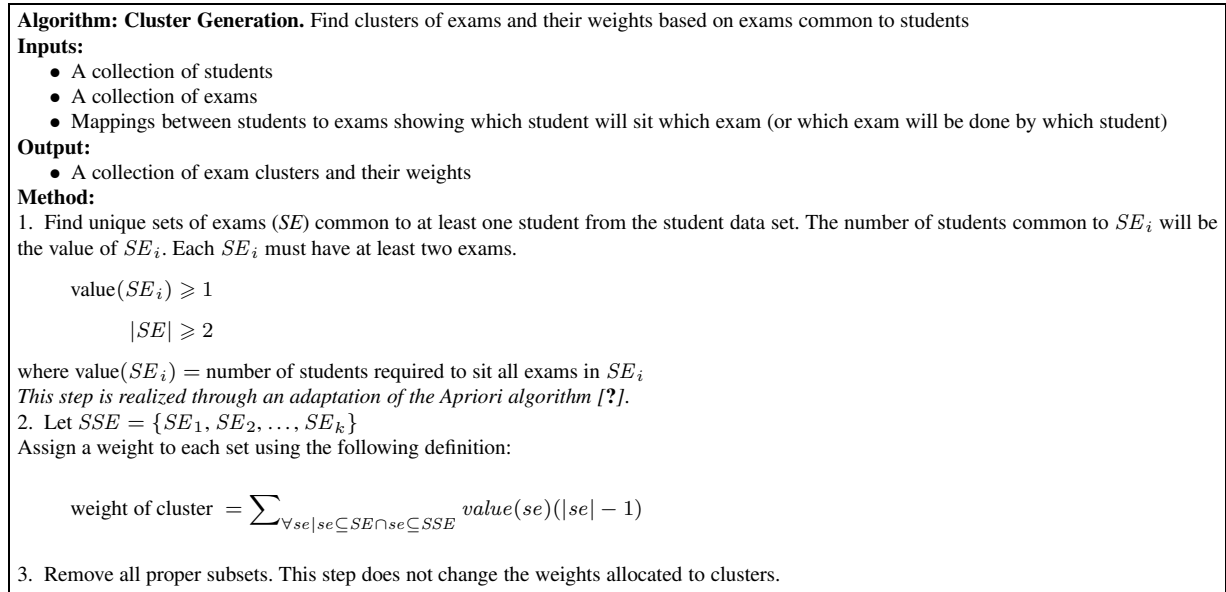 Algorithm: Cluster Generation. Find clusters of exams and their weights based on exams common to students
Inputs:
• A collection of students
• A collection of exams
• Mappings between students to exams showing which student will sit which exam (or which exam will be done by which student)
Output:
• A collection of exam clusters and their weights
Method:
1. Find unique sets of exams (SE) common to at least one student from the student data set. The number of students common to SE_i will be
the value of SE_i. Each SE_i must have at least two exams.
value(SE_i) ⩾ 1
|SE| ⩾ 2
where value(SE_i) = number of students required to sit all exams in SE_i
This step is realized through an adaptation of the Apriori algorithm [?].
2. Let SSE = {SE_1, SE_2, ..., SE_k}
Assign a weight to each set using the following definition:
weight of cluster = ∑_{∀se|se⊆SE∩se⊆SSE} value(se)(|se| − 1)
3. Remove all proper subsets. This step does not change the weights allocated to clusters.